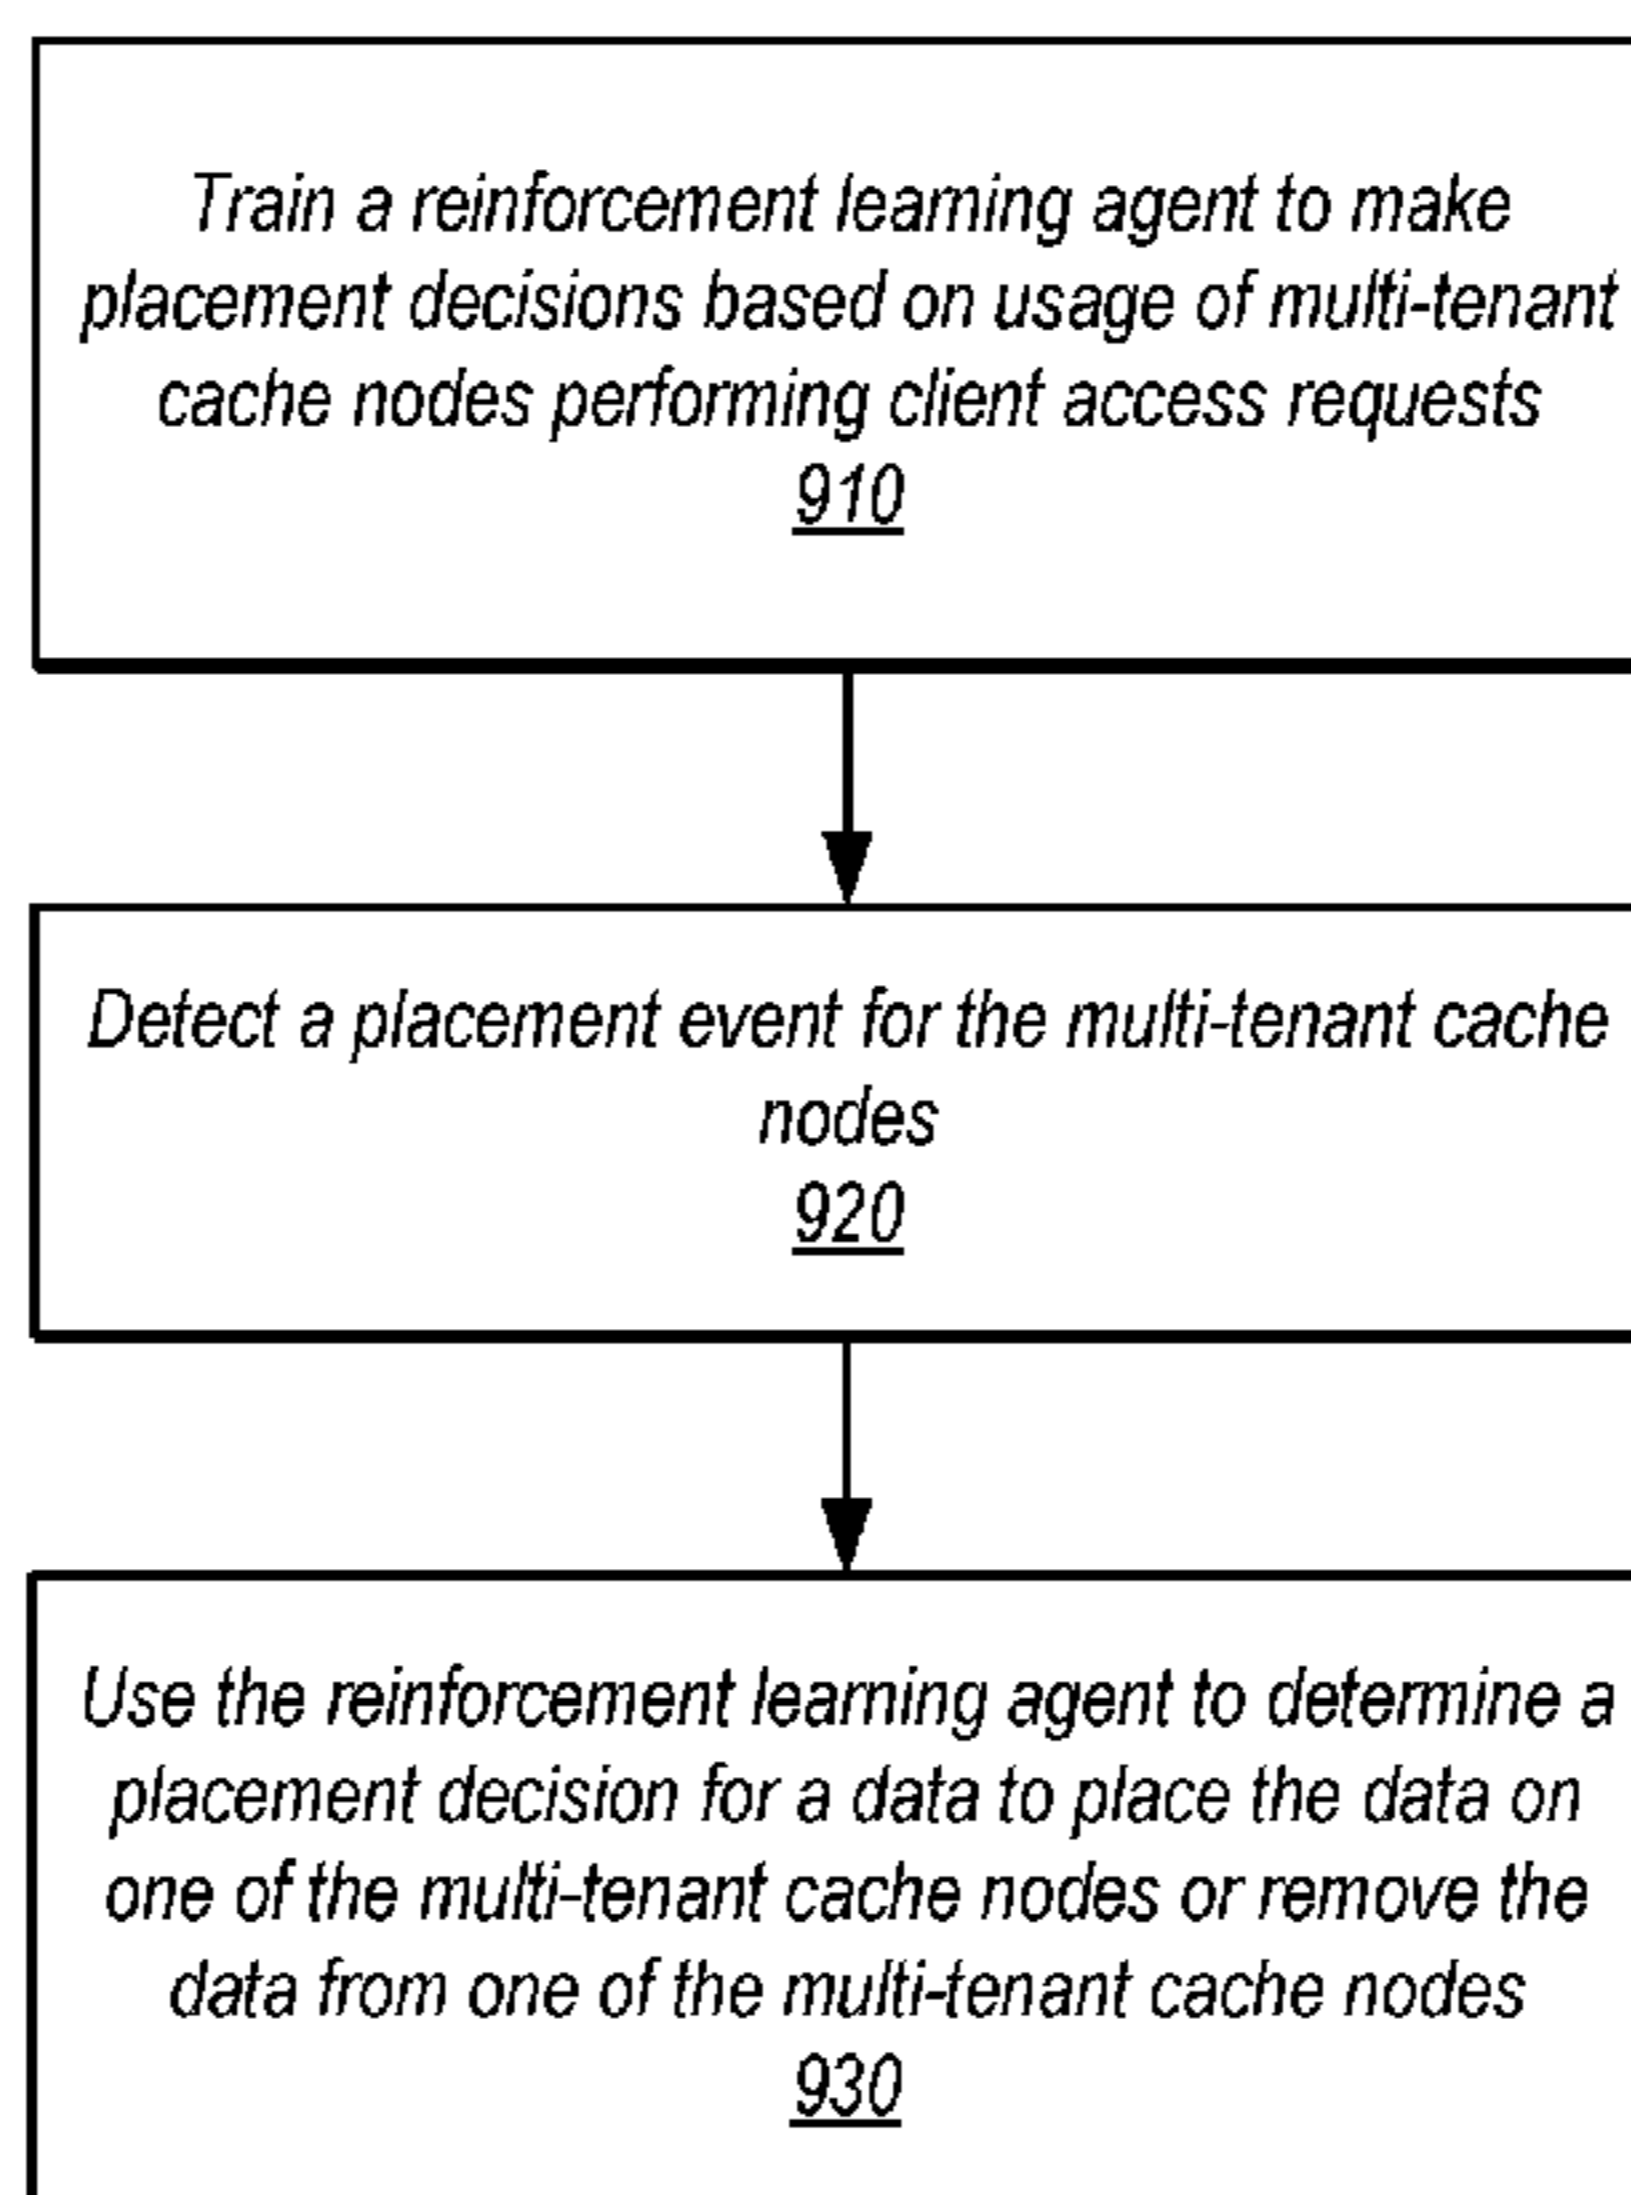 Train a reinforcement learning agent to make
placement decisions based on usage of multi-tenant
cache nodes performing client access requests
910
Detect a placement event for the multi-tenant cache
nodes
920
Use the reinforcement learning agent to determine a
placement decision for a data to place the data on
one of the multi-tenant cache nodes or remove the
data from one of the multi-tenant cache nodes
930